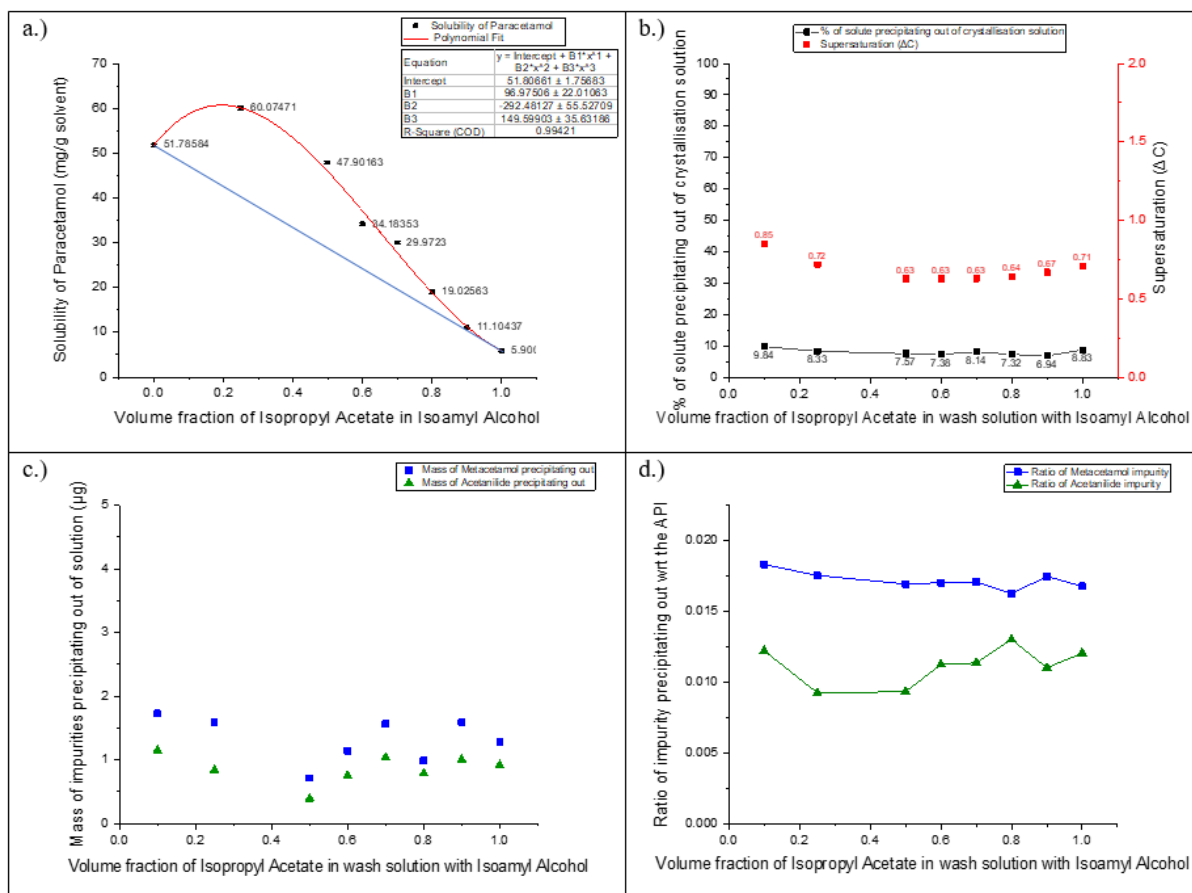 a.)
Solubility of Paracetamol
Polynomial Fit
Equation
y = Intercept + B1*x^1 +
B2*x^2 + B3*x^3
Intercept 51.80661 ± 1.75683
B1 96.97506 ± 22.01063
B2 -292.48127 ± 55.52709
B3 149.59903 ± 35.63186
R-Square (COD) 0.99421
Solubility of Paracetamol (mg/g solvent)
70
60
50
40
30
20
10
0
51.78584
60.07471
47.90163
34.18353
29.9723
19.02563
11.10437
5.900
0.0 0.2 0.4 0.6 0.8 1.0
Volume fraction of Isopropyl Acetate in Isoamyl Alcohol
b.)
% of solute precipitating out of crystallisation solution
Supersaturation (ΔC)
% of solute precipitating out of crystallisation solution
100
90
80
70
60
50
40
30
20
10
0
0.85 0.72 0.63 0.63 0.63 0.64 0.67 0.71
9.84 8.33 7.57 7.38 8.14 7.32 6.94 8.83
2.0
1.5
1.0
0.5
0.0
Supersaturation (Δ C)
0.0 0.2 0.4 0.6 0.8 1.0
Volume fraction of Isopropyl Acetate in wash solution with Isoamyl Alcohol
c.)
Mass of Metacetamol precipitating out
Mass of Acetanilide precipitating out
Mass of impurities precipitating out of solution (µg)
5
4
3
2
1
0
0.0 0.2 0.4 0.6 0.8 1.0
Volume fraction of Isopropyl Acetate in wash solution with Isoamyl Alcohol
d.)
Ratio of Metacetamol impurity
Ratio of Acetanilide impurity
Ratio of impurity precipitating out wrt the API
0.020
0.015
0.010
0.005
0.000
0.0 0.2 0.4 0.6 0.8 1.0
Volume fraction of Isopropyl Acetate in wash solution with Isoamyl Alcohol